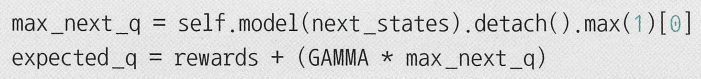 max_next_q = self.model(next_states).detach().max(1)[0]
expected_q = rewards + (GAMMA * max_next_q)